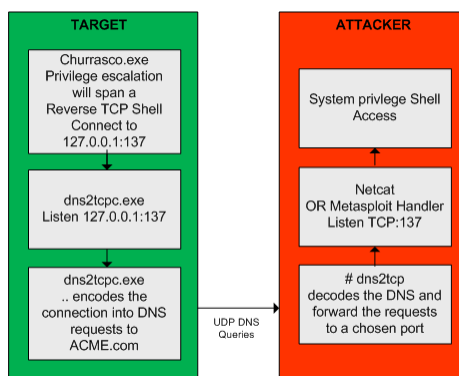 TARGET
Churrasco.exe
Privilege escalation
will span a
Reverse TCP Shell
Connect to
127.0.0.1:137
dns2tcpc.exe
Listen 127.0.0.1:137
dns2tcpc.exe
.. encodes the
connection into DNS
requests to
ACME.com
UDP DNS
Queries
ATTACKER
System privlege Shell
Access
Netcat
OR Metasploit Handler
Listen TCP:137
# dns2tcp
decodes the DNS and
forward the requests
to a chosen port